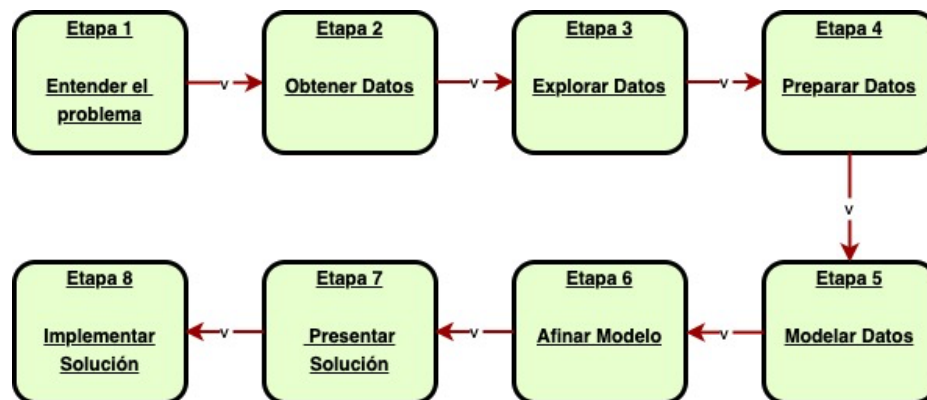 Etapa 1
Entender el
problema
v
Etapa 2
Obtener Datos
v
Etapa 3
Explorar Datos
v
Etapa 4
Preparar Datos
v
Etapa 5
Modelar Datos
v
Etapa 6
Afinar Modelo
v
Etapa 7
Presentar
Solución
v
Etapa 8
Implementar
Solución